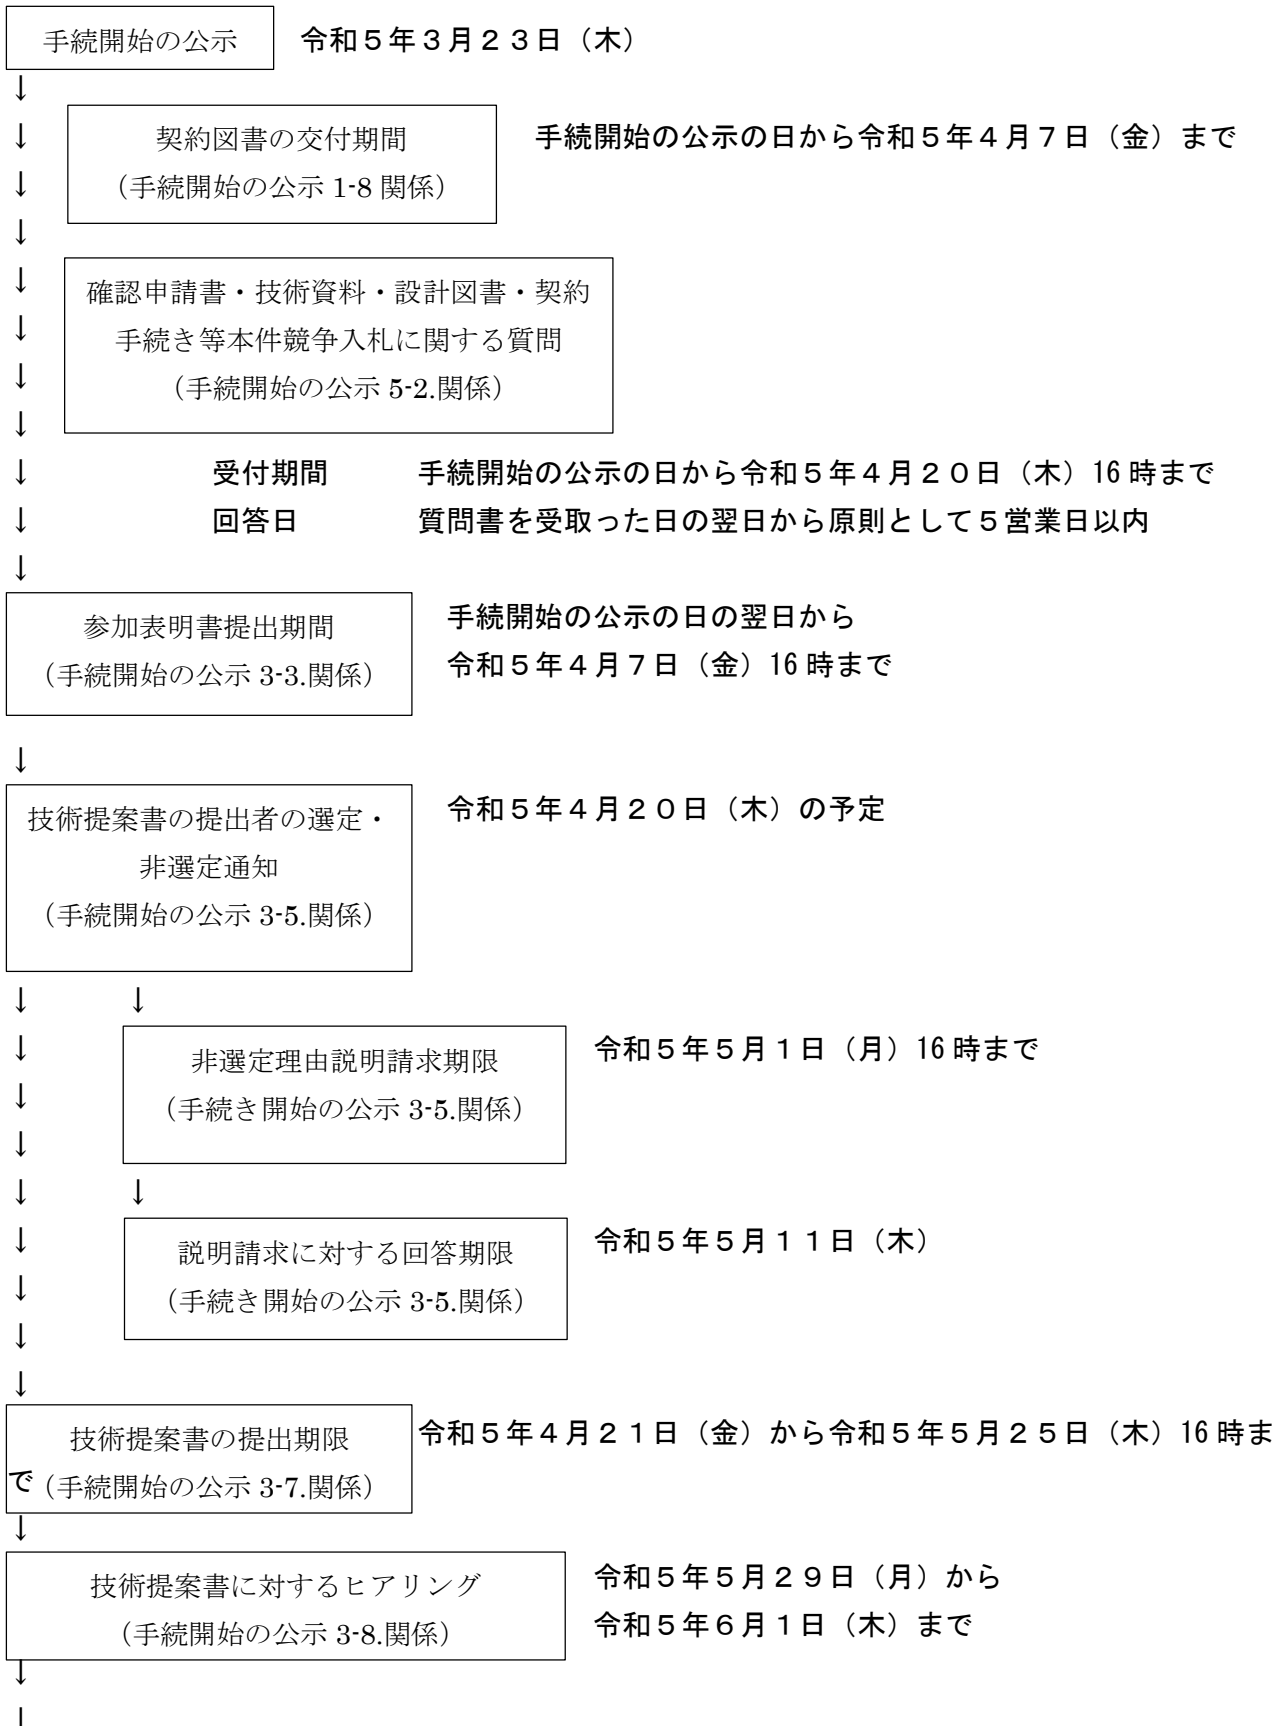 手続開始の公示 令和５年３月２３日（木）
↓
↓ 契約図書の交付期間 手続開始の公示の日から令和５年４月７日（金）まで
↓ （手続開始の公示 1-8 関係）
↓
↓ 確認申請書・技術資料・設計図書・契約
↓ 手続き等本件競争入札に関する質問
↓ （手続開始の公示 5-2.関係）
↓
↓ 受付期間 手続開始の公示の日から令和５年４月２０日（木）16 時まで
↓ 回答日 質問書を受取った日の翌日から原則として５営業日以内
↓
参加表明書提出期間 手続開始の公示の日の翌日から
（手続開始の公示 3-3.関係） 令和５年４月７日（金）16 時まで
↓
技術提案書の提出者の選定・ 令和５年４月２０日（木）の予定
非選定通知
（手続開始の公示 3-5.関係）
↓ ↓
↓ 非選定理由説明請求期限 令和５年５月１日（月）16 時まで
↓ （手続き開始の公示 3-5.関係）
↓
↓ ↓
↓ 説明請求に対する回答期限 令和５年５月１１日（木）
↓ （手続き開始の公示 3-5.関係）
↓
↓
技術提案書の提出期限 令和５年４月２１日（金）から令和５年５月２５日（木）16 時ま
で（手続開始の公示 3-7.関係）
↓
技術提案書に対するヒアリング 令和５年５月２９日（月）から
（手続開始の公示 3-8.関係） 令和５年６月１日（木）まで
↓